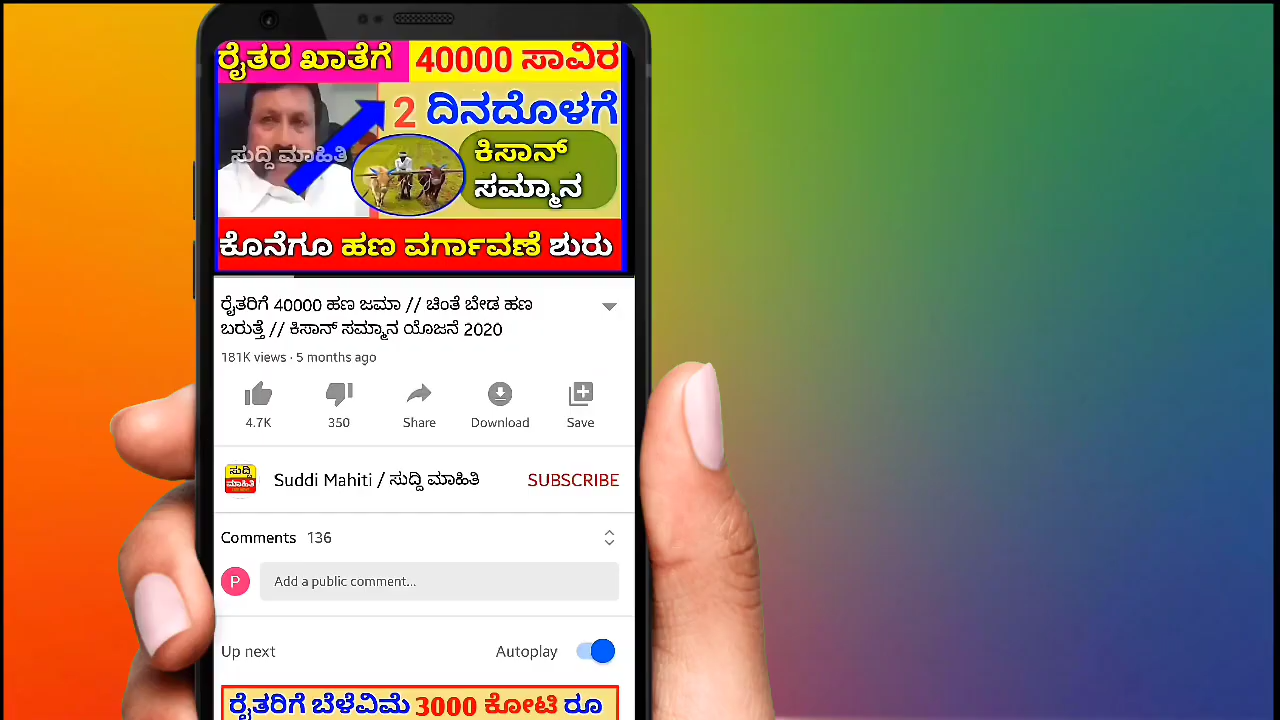 ರೈತರ ಖಾತೆಗೆ 40000 ಸಾವಿರ
2 ದಿನದೊಳಗೆ
ಸುದ್ದಿ ಮಾಹಿತಿ
ಕಿಸಾನ್
ಸಮ್ಮಾನ
ಕೊನೆಗೂ ಹಣ ವರ್ಗಾವಣೆ ಶುರು
ರೈತರಿಗೆ 40000 ಹಣ ಜಮಾ // ಚಿಂತೆ ಬೇಡ ಹಣ
ಬರುತ್ತೆ // ಕಿಸಾನ್ ಸಮ್ಮಾನ ಯೋಜನೆ 2020
181K views · 5 months ago
4.7K 350 Share Download Save
ಸುದ್ದಿ
ಮಾಹಿತಿ
Suddi Mahiti / ಸುದ್ದಿ ಮಾಹಿತಿ SUBSCRIBE
Comments 136
P Add a public comment...
Up next Autoplay
ರೈತರಿಗೆ ಬೆಳೆವಿಮೆ 3000 ಕೋಟಿ ರೂ